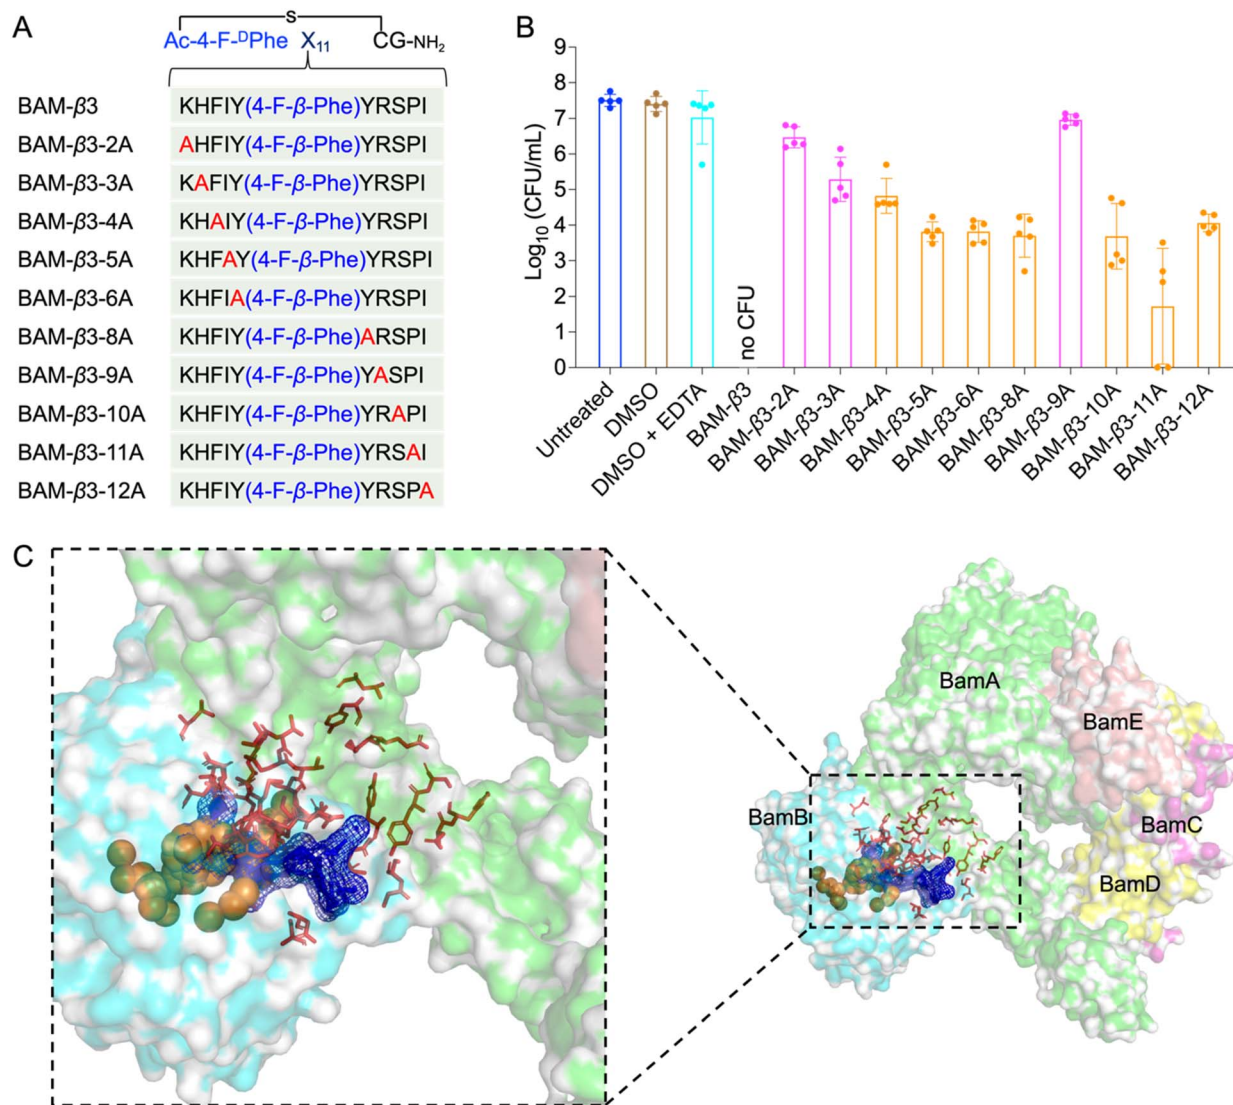 A
S
Ac-4-F-ᴰPhe X₁₁ CG-NH₂
BAM-β3 KHFIY(4-F-β-Phe)YRSPI
BAM-β3-2A AHFIY(4-F-β-Phe)YRSPI
BAM-β3-3A KAFIY(4-F-β-Phe)YRSPI
BAM-β3-4A KHAIY(4-F-β-Phe)YRSPI
BAM-β3-5A KHFAY(4-F-β-Phe)YRSPI
BAM-β3-6A KHFIA(4-F-β-Phe)YRSPI
BAM-β3-8A KHFIY(4-F-β-Phe)ARSPI
BAM-β3-9A KHFIY(4-F-β-Phe)YASPI
BAM-β3-10A KHFIY(4-F-β-Phe)YRAPI
BAM-β3-11A KHFIY(4-F-β-Phe)YRSAI
BAM-β3-12A KHFIY(4-F-β-Phe)YRSPA
B
Log₁₀ (CFU/mL)
9
8
7
6
5
4
3
2
1
0
no CFU
Untreated
DMSO
DMSO + EDTA
BAM-β3
BAM-β3-2A
BAM-β3-3A
BAM-β3-4A
BAM-β3-5A
BAM-β3-6A
BAM-β3-8A
BAM-β3-9A
BAM-β3-10A
BAM-β3-11A
BAM-β3-12A
C
BamA
BamE
BamB
BamC
BamD